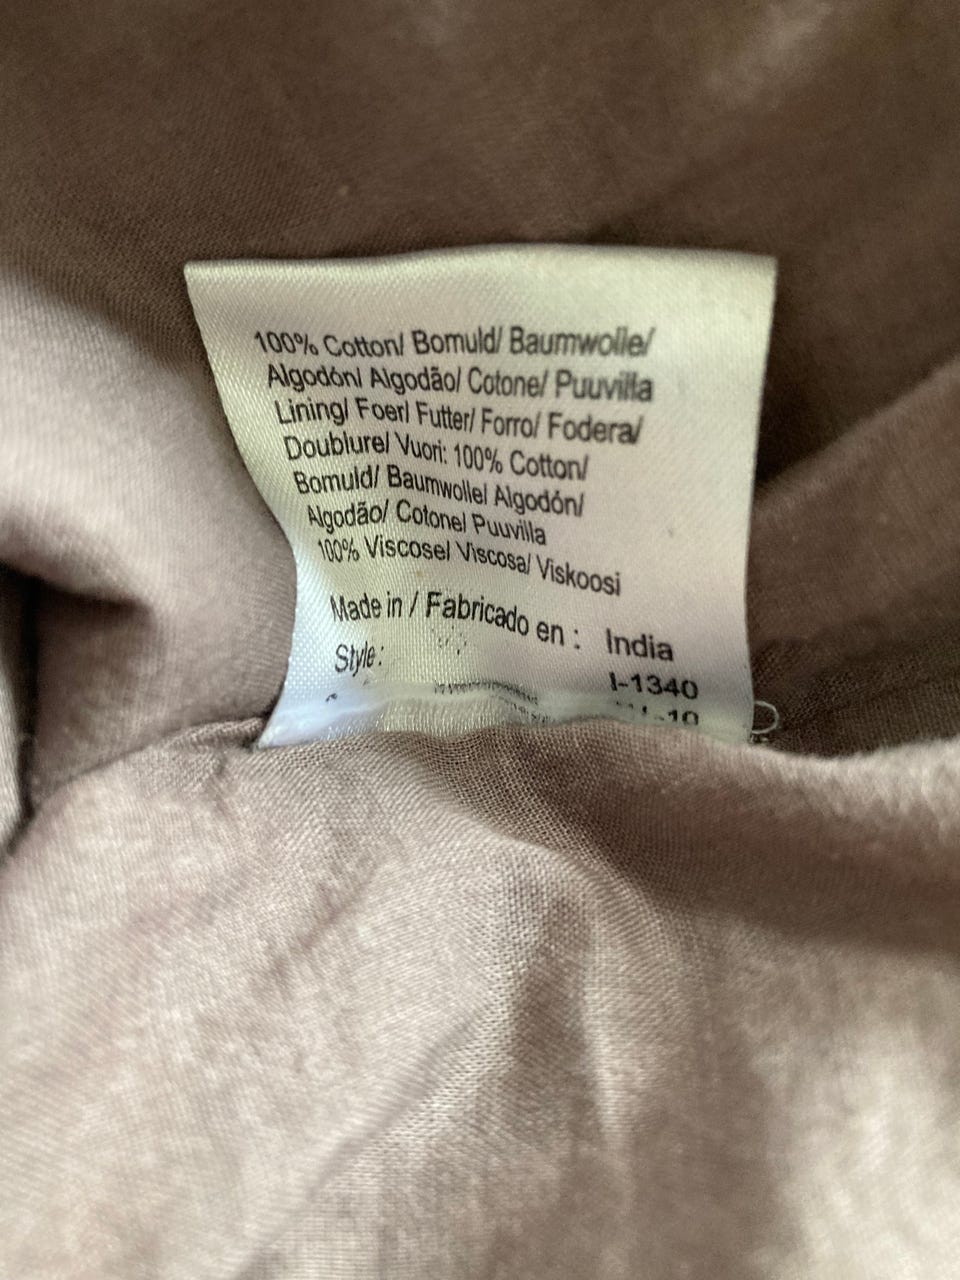 100% Cotton/ Bomuld/ Baumwolle/
Algodón/ Algodão/ Cotone/ Puuvilla
Lining/ Foer/ Futter/ Forro/ Fodera/
Doublure/ Vuori: 100% Cotton/
Bomuld/ Baumwolle/ Algodón/
Algodão/ Cotone/ Puuvilla
100% Viscose/ Viscosa/ Viskoosi
Made in / Fabricado en : India
Style: I-1340